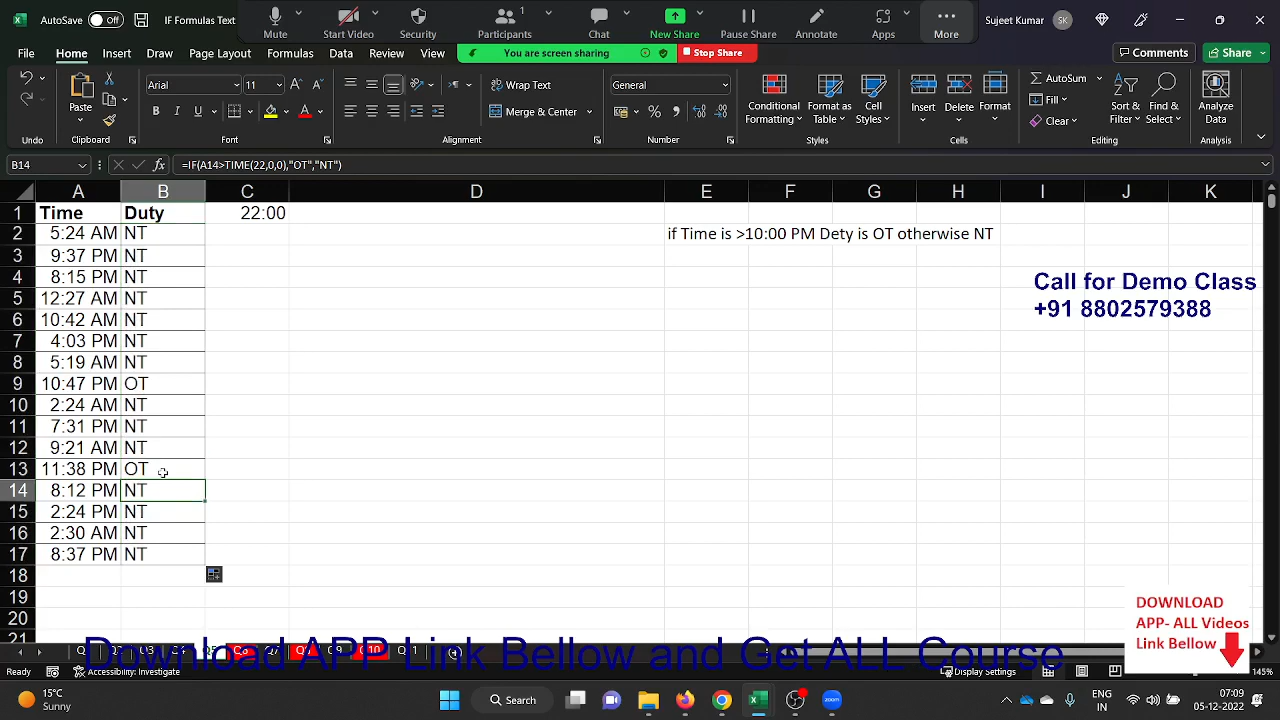 AutoSave Off IF Formulas Text
Mute Start Video Security Participants 1 Chat New Share Pause Share Annotate Apps More
Sujeet Kumar SK
File Home Insert Draw Page Layout Formulas Data Review View
You are screen sharing Stop Share
Comments Share
Arial 11 Wrap Text General AutoSum
Paste B I U Merge & Center Conditional Formatting Format as Table Cell Styles Insert Delete Format Fill Clear Sort & Filter Find & Select Analyze Data
Undo Clipboard Font Alignment Number Styles Cells Editing Analysis
B14 fx =IF(A14>TIME(22,0,0),"OT","NT")
A B C D E F G H I J K
1 Time Duty 22:00
2 5:24 AM NT if Time is >10:00 PM Dety is OT otherwise NT
3 9:37 PM NT
4 8:15 PM NT
Call for Demo Class
5 12:27 AM NT
+91 8802579388
6 10:42 AM NT
7 4:03 PM NT
8 5:19 AM NT
9 10:47 PM OT
10 2:24 AM NT
11 7:31 PM NT
12 9:21 AM NT
13 11:38 PM OT
14 8:12 PM NT
15 2:24 PM NT
16 2:30 AM NT
17 8:37 PM NT
18
19
20
21
DOWNLOAD
APP- ALL Videos
Link Bellow
Download APP Link Bellow and Get ALL Course
Ready Accessibility: Investigate Display Settings 145%
15°C
Sunny
Search
ENG
IN
07:09
05-12-2022